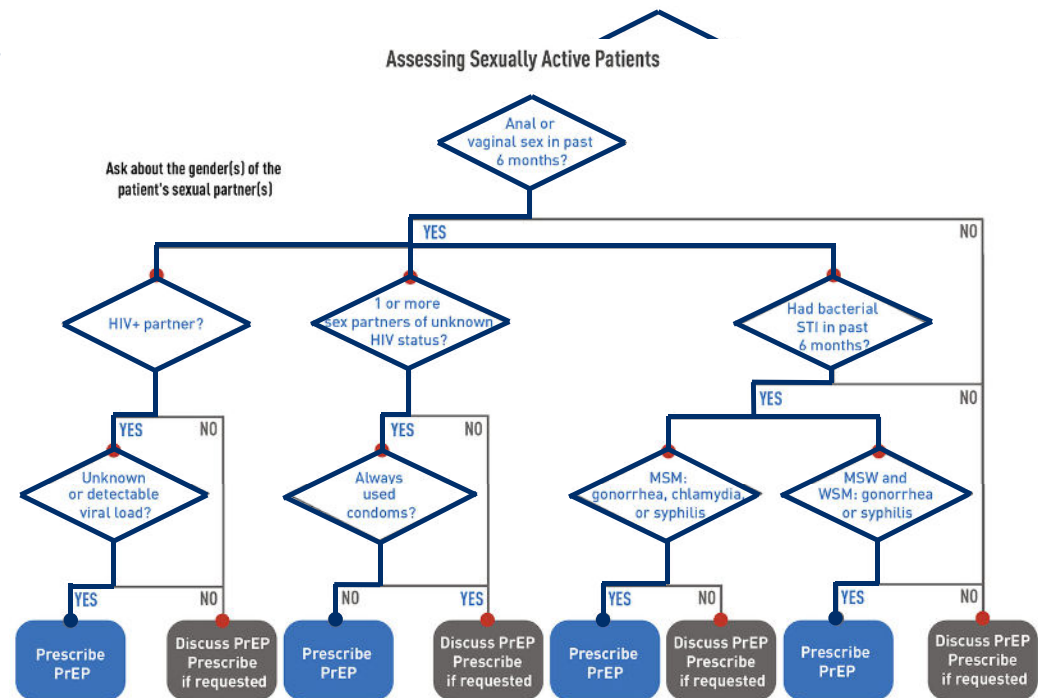 Assessing Sexually Active Patients
Anal or
vaginal sex in past
6 months?
Ask about the gender(s) of the
patient's sexual partner(s)
YES
NO
HIV+ partner?
1 or more
sex partners of unknown
HIV status?
Had bacterial
STI in past
6 months?
YES
NO
YES
NO
YES
NO
Unknown
or detectable
viral load?
Always
used
condoms?
MSM:
gonorrhea, chlamydia,
or syphilis
MSW and
WSM: gonorrhea
or syphilis
YES
NO
NO
YES
YES
NO
YES
NO
Prescribe
PrEP
Discuss PrEP
Prescribe
if requested
Prescribe
PrEP
Discuss PrEP
Prescribe
if requested
Prescribe
PrEP
Discuss PrEP
Prescribe
if requested
Prescribe
PrEP
Discuss PrEP
Prescribe
if requested